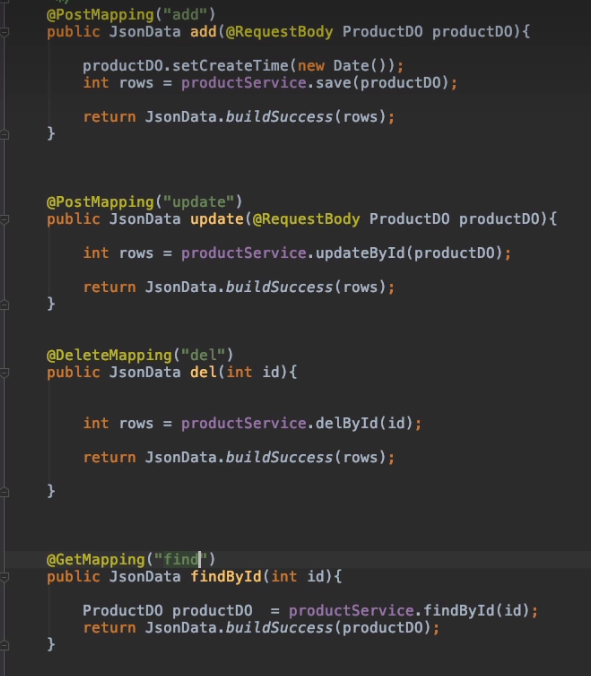 */
@PostMapping("add")
public JsonData add(@RequestBody ProductDO productDO){
productDO.setCreateTime(new Date());
int rows = productService.save(productDO);
return JsonData.buildSuccess(rows);
}
@PostMapping("update")
public JsonData update(@RequestBody ProductDO productDO){
int rows = productService.updateById(productDO);
return JsonData.buildSuccess(rows);
}
@DeleteMapping("del")
public JsonData del(int id){
int rows = productService.delById(id);
return JsonData.buildSuccess(rows);
}
@GetMapping("find")
public JsonData findById(int id){
ProductDO productDO  = productService.findById(id);
return JsonData.buildSuccess(productDO);
}